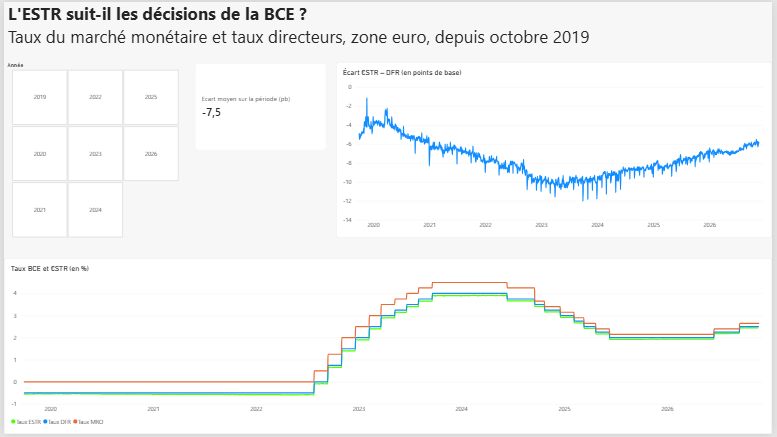 L'ESTR suit-il les décisions de la BCE ?
Taux du marché monétaire et taux directeurs, zone euro, depuis octobre 2019
Année
2019 2022 2025
2020 2023 2026
2021 2024
Ecart moyen sur la période (pb)
-7,5
Écart €STR – DFR (en points de base)
0
-2
-4
-6
-8
-10
-12
-14
2020 2021 2022 2023 2024 2025 2026
Taux BCE et €STR (en %)
4
3
2
1
0
-1
2020 2021 2022 2023 2024 2025 2026
Taux ESTR Taux DFR Taux MRO